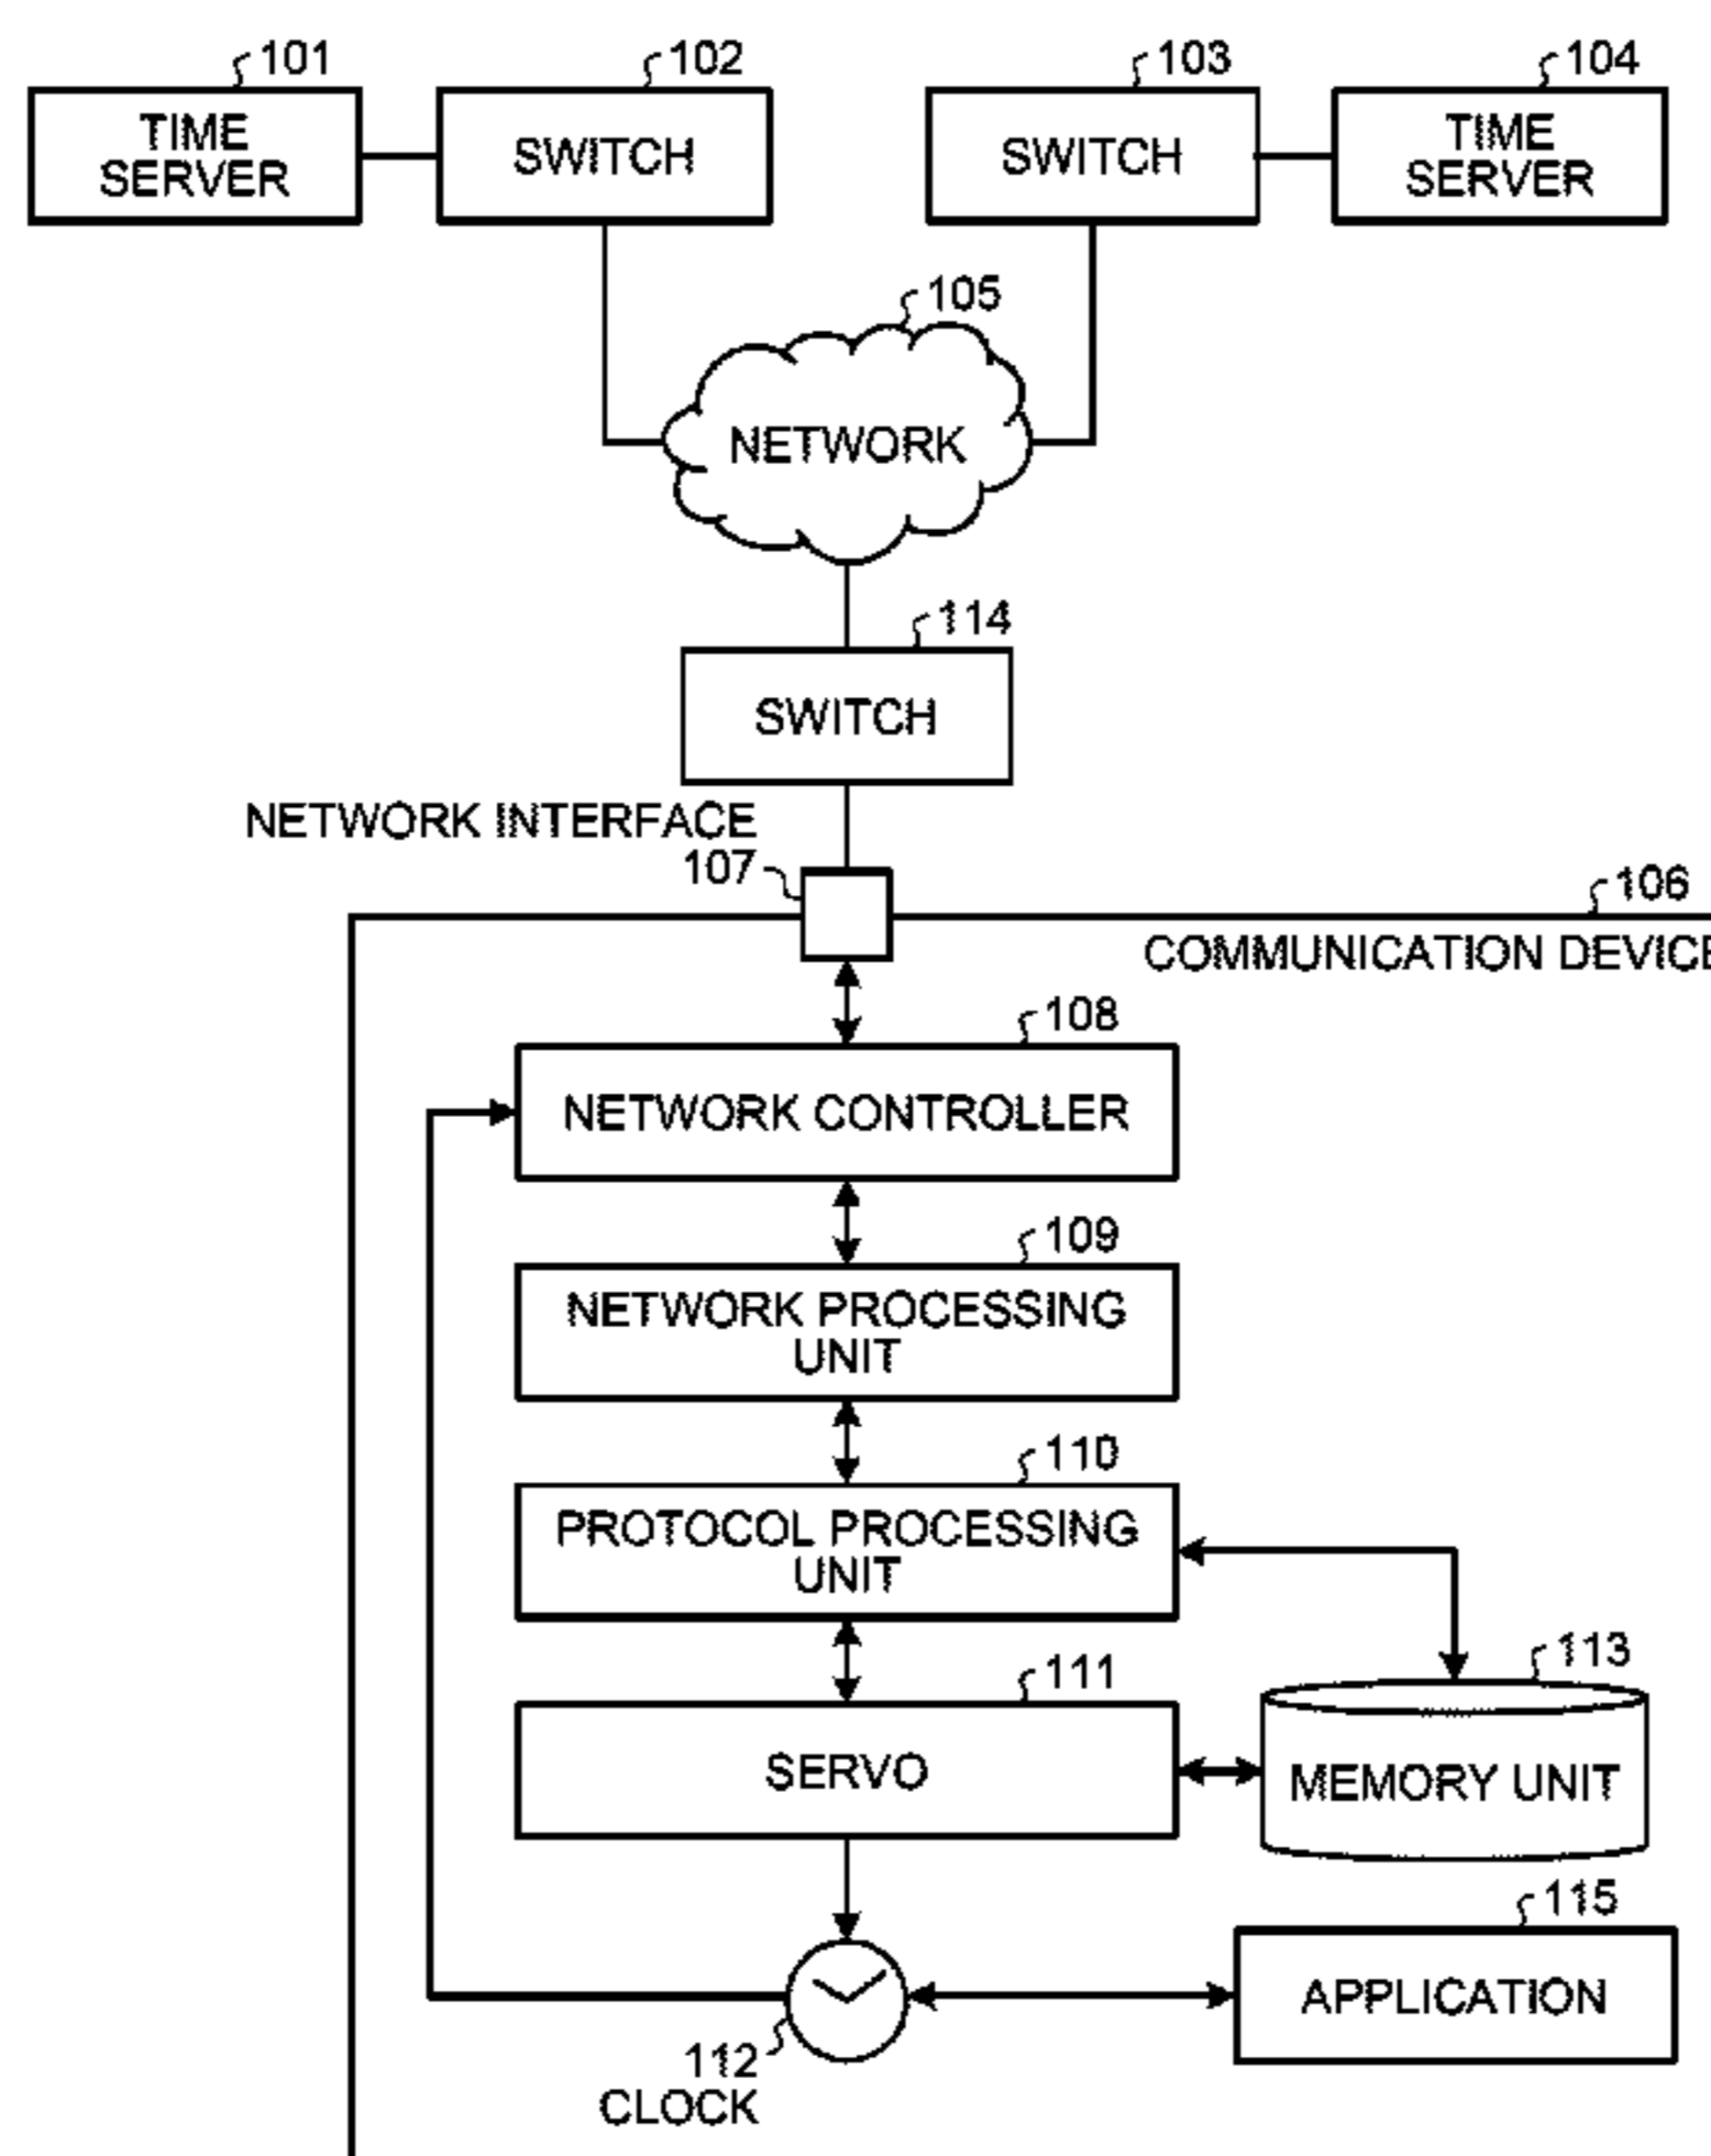 101
102
103
104
TIME
SERVER
SWITCH
SWITCH
TIME
SERVER
105
NETWORK
114
SWITCH
NETWORK INTERFACE
107
106
COMMUNICATION DEVICE
108
NETWORK CONTROLLER
109
NETWORK PROCESSING
UNIT
110
PROTOCOL PROCESSING
UNIT
111
113
SERVO
MEMORY UNIT
115
APPLICATION
112
CLOCK